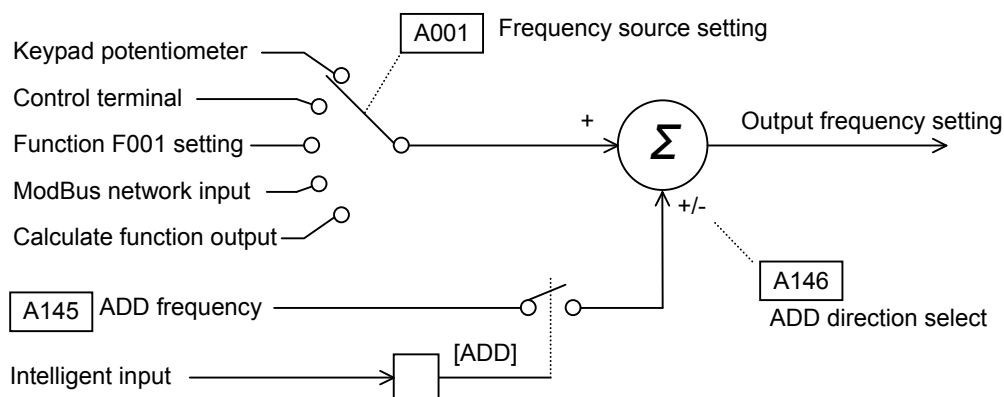 A001 Frequency source setting
Keypad potentiometer
Control terminal
Function F001 setting
ModBus network input
Calculate function output
+
Σ
Output frequency setting
+/-
A146
ADD direction select
A145 ADD frequency
[ADD]
Intelligent input